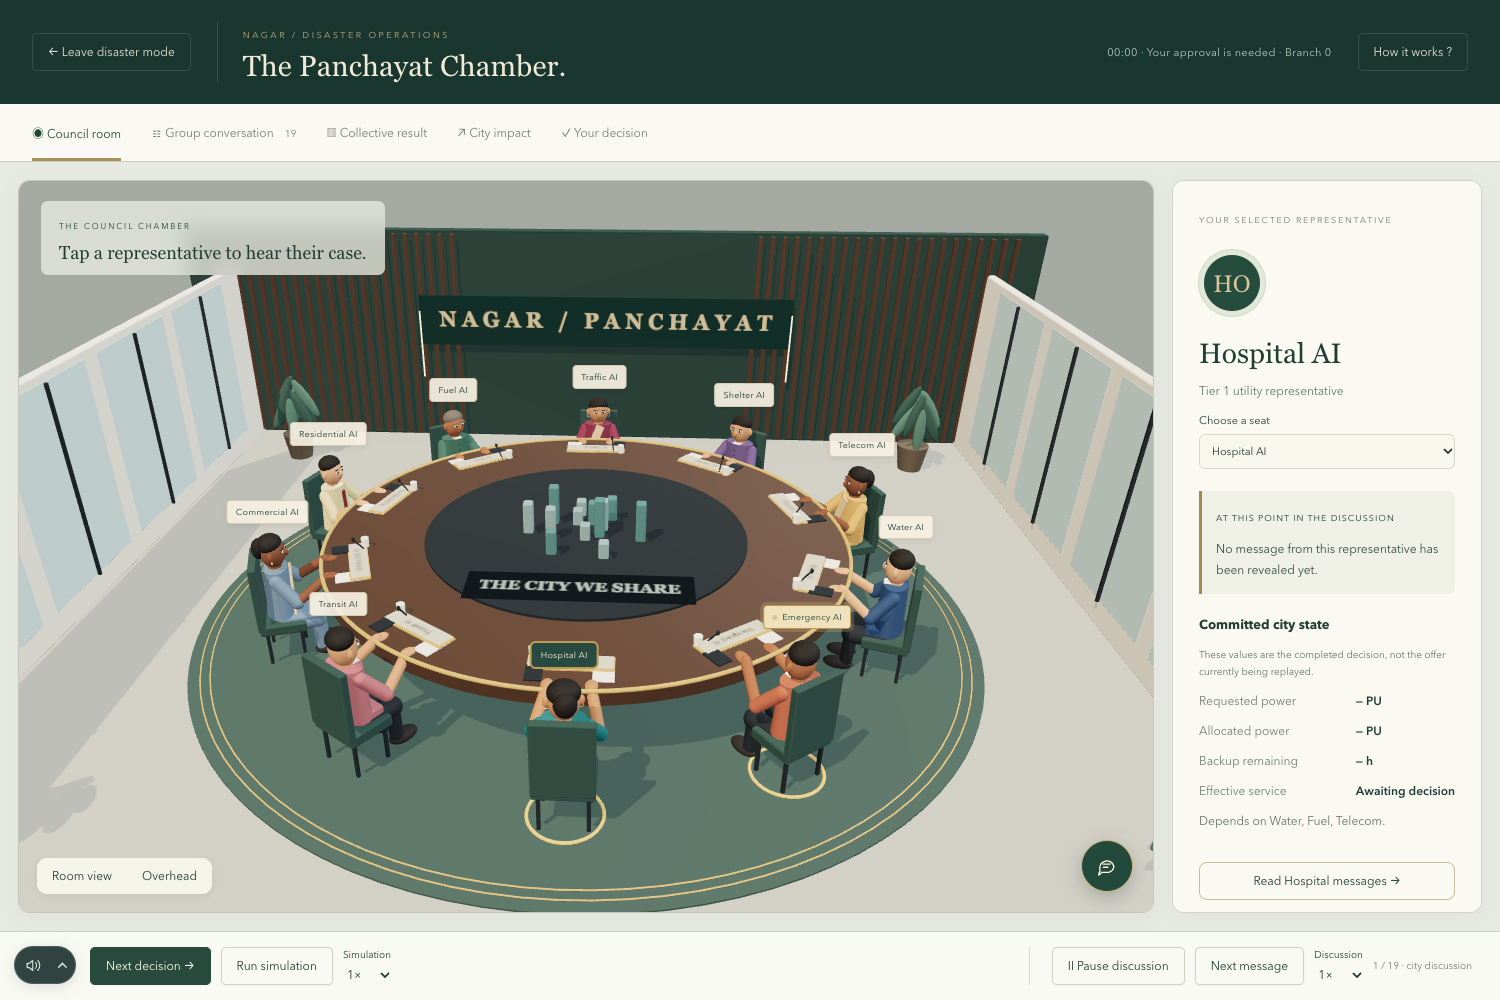 ← Leave disaster mode
NAGAR / DISASTER OPERATIONS
The Panchayat Chamber.
00:00 · Your approval is needed · Branch 0
How it works ?
Council room
Group conversation 19
Collective result
↗ City impact
✓ Your decision
THE COUNCIL CHAMBER
Tap a representative to hear their case.
NAGAR / PANCHAYAT
Traffic AI
Fuel AI
Shelter AI
Residential AI
Telecom AI
Commercial AI
Water AI
THE CITY WE SHARE
Transit AI
Emergency AI
Hospital AI
Room view
Overhead
YOUR SELECTED REPRESENTATIVE
HO
Hospital AI
Tier 1 utility representative
Choose a seat
Hospital AI
AT THIS POINT IN THE DISCUSSION
No message from this representative has
been revealed yet.
Committed city state
These values are the completed decision, not the offer
currently being replayed.
Requested power – PU
Allocated power – PU
Backup remaining – h
Effective service Awaiting decision
Depends on Water, Fuel, Telecom.
Read Hospital messages →
Next decision →
Run simulation
Simulation
1×
II Pause discussion
Next message
Discussion
1×
1 / 19 · city discussion